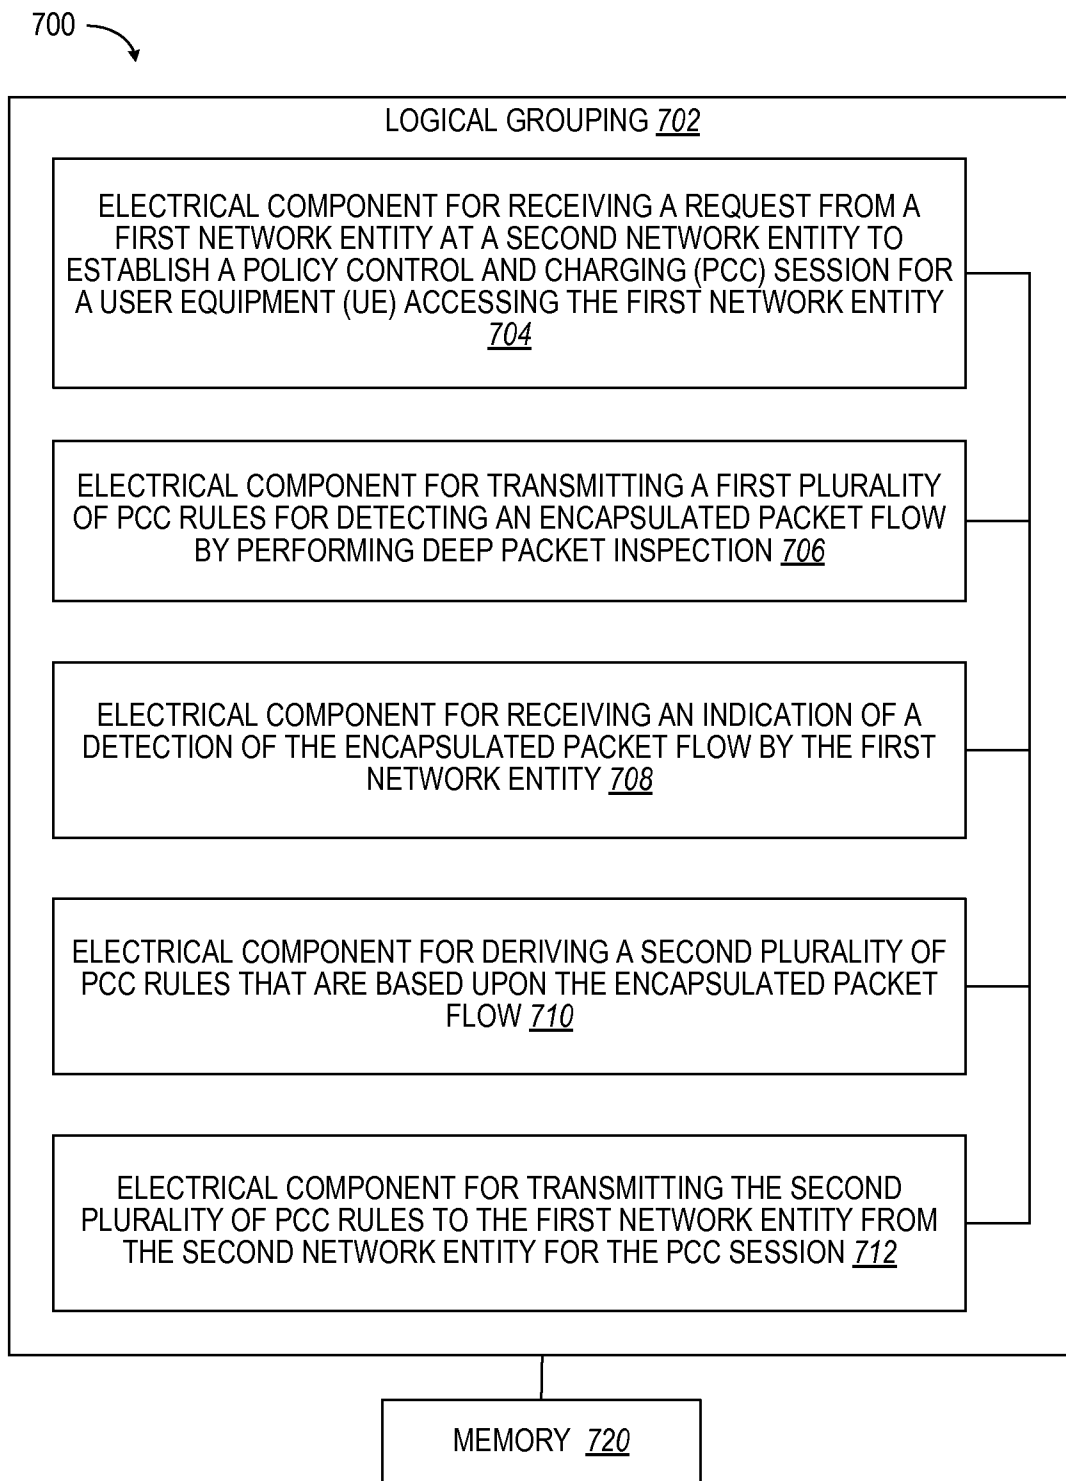 700
LOGICAL GROUPING 702
ELECTRICAL COMPONENT FOR RECEIVING A REQUEST FROM A
FIRST NETWORK ENTITY AT A SECOND NETWORK ENTITY TO
ESTABLISH A POLICY CONTROL AND CHARGING (PCC) SESSION FOR
A USER EQUIPMENT (UE) ACCESSING THE FIRST NETWORK ENTITY
704
ELECTRICAL COMPONENT FOR TRANSMITTING A FIRST PLURALITY
OF PCC RULES FOR DETECTING AN ENCAPSULATED PACKET FLOW
BY PERFORMING DEEP PACKET INSPECTION 706
ELECTRICAL COMPONENT FOR RECEIVING AN INDICATION OF A
DETECTION OF THE ENCAPSULATED PACKET FLOW BY THE FIRST
NETWORK ENTITY 708
ELECTRICAL COMPONENT FOR DERIVING A SECOND PLURALITY OF
PCC RULES THAT ARE BASED UPON THE ENCAPSULATED PACKET
FLOW 710
ELECTRICAL COMPONENT FOR TRANSMITTING THE SECOND
PLURALITY OF PCC RULES TO THE FIRST NETWORK ENTITY FROM
THE SECOND NETWORK ENTITY FOR THE PCC SESSION 712
MEMORY 720